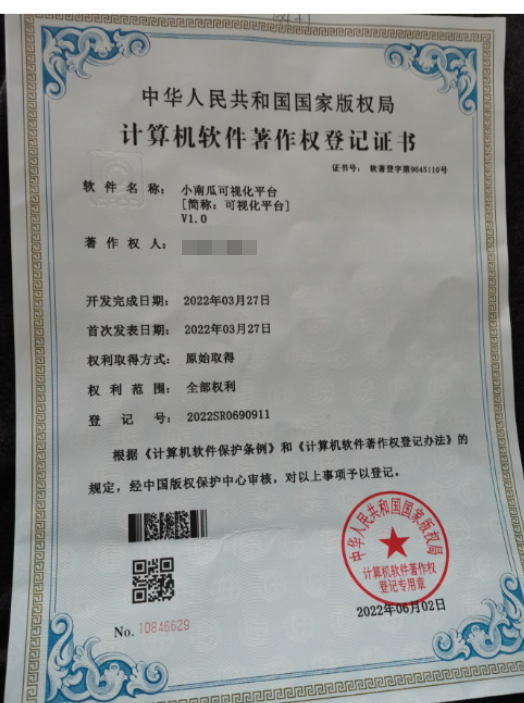 中华人民共和国国家版权局
计算机软件著作权登记证书
证书号： 软著登字第9645110号
软件名称： 小南瓜可视化平台
[简称：可视化平台]
V1.0
著作权人：
开发完成日期： 2022年03月27日
首次发表日期： 2022年03月27日
权利取得方式： 原始取得
权利范围： 全部权利
登记号： 2022SR0690911
根据《计算机软件保护条例》和《计算机软件著作权登记办法》的
规定，经中国版权保护中心审核，对以上事项予以登记。
中华人民共和国国家版权局
计算机软件著作权
登记专用章
No. 10846629
2022年06月02日